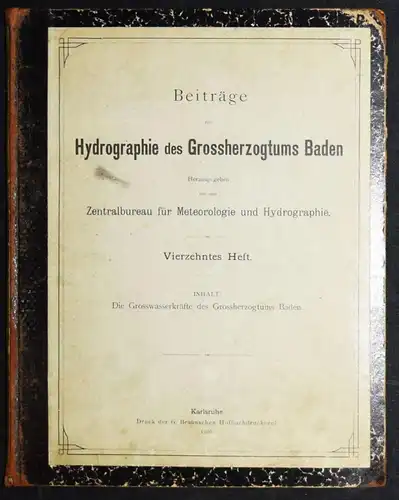 Beiträge
zur
Hydrographie des Grossherzogtums Baden
Herausgegeben
von dem
Zentralbureau für Meteorologie und Hydrographie.
Vierzehntes Heft.
INHALT:
Die Grosswasserkräfte des Grossherzogtums Baden
Karlsruhe
Druck der G. Braunschen Hofbuchdruckerei